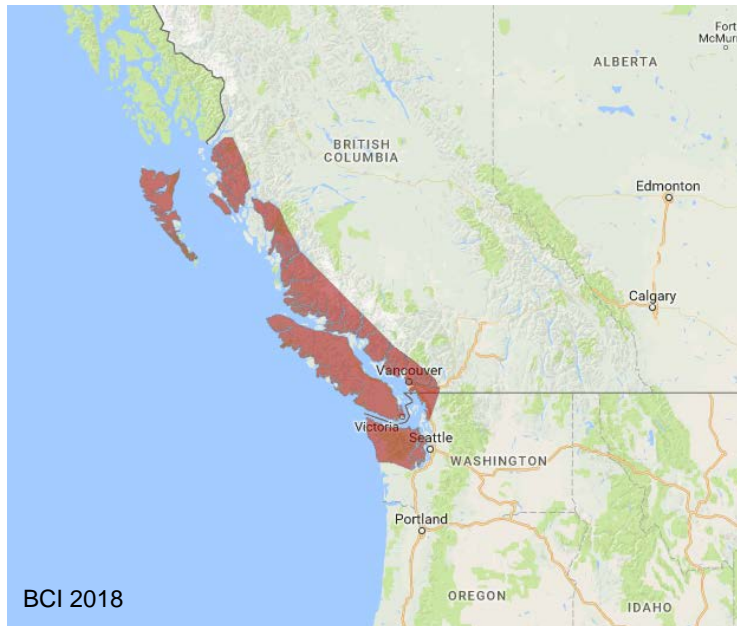 Fort
McMurr
ALBERTA
BRITISH
COLUMBIA
Edmonton
Calgary
Vancouver
Victoria
Seattle
WASHINGTON
Portland
OREGON
IDAHO
BCI 2018